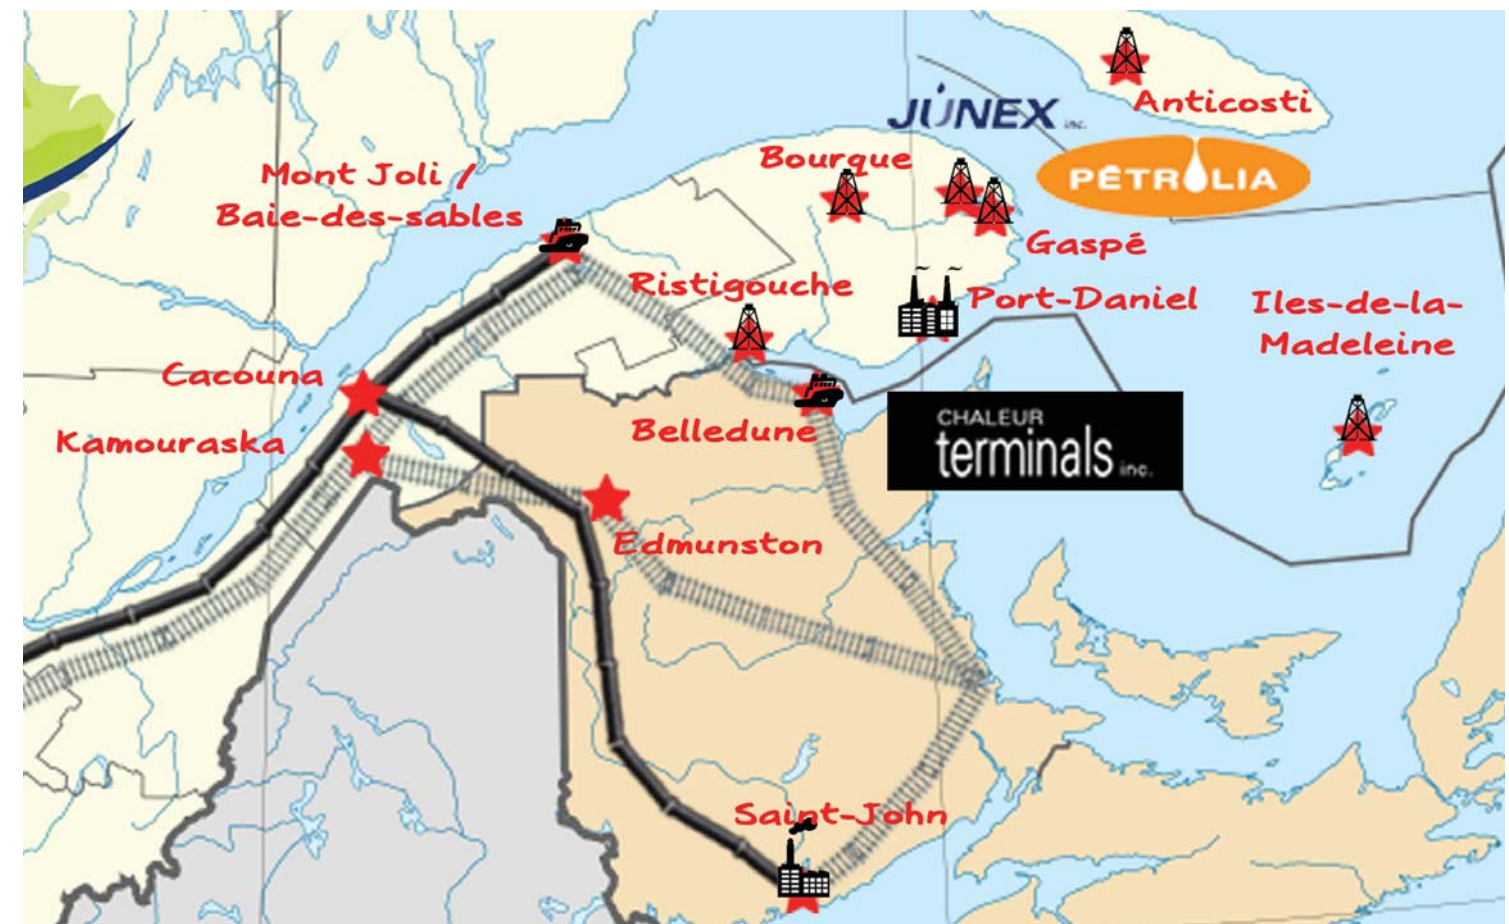 Anticosti
JUNEX inc.
PÉTROLIA
Bourque
Mont Joli /
Baie-des-sables
Gaspé
Ristigouche
Port-Daniel
Iles-de-la-
Madeleine
Cacouna
Kamouraska
Belledune
CHALEUR
terminals inc.
Edmunston
Saint-John